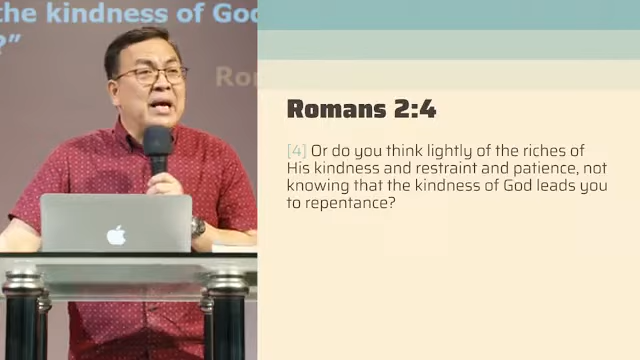 the kindness of God
?”
Ro
Romans 2:4
[4] Or do you think lightly of the riches of
His kindness and restraint and patience, not
knowing that the kindness of God leads you
to repentance?